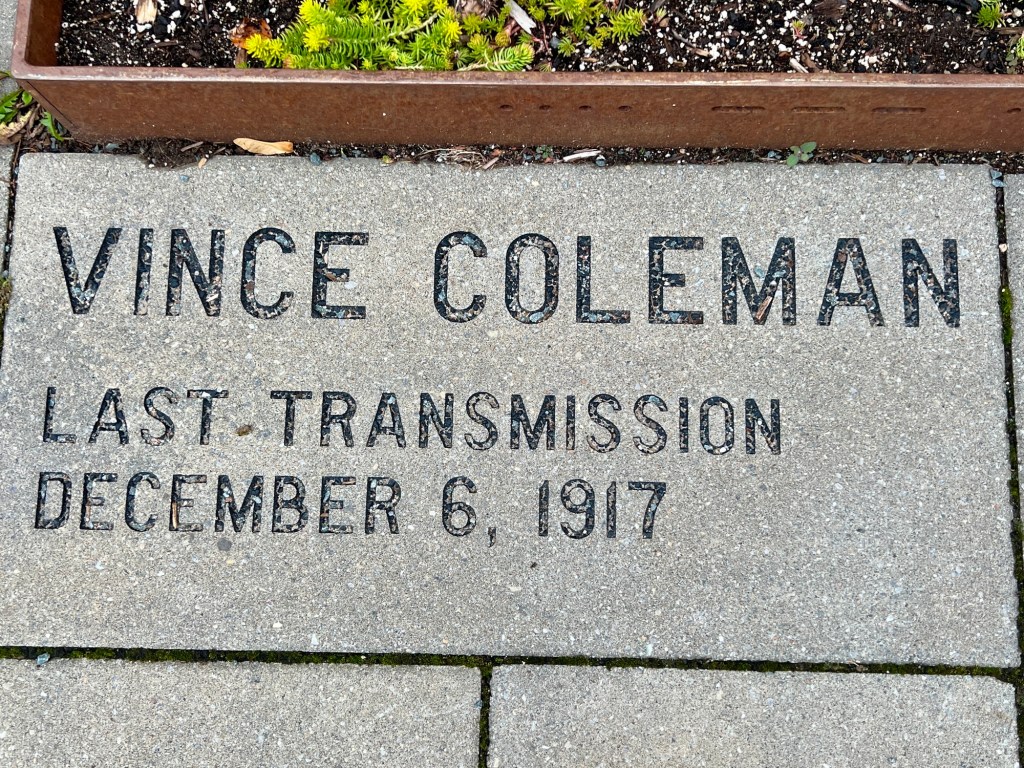 VINCE COLEMAN
LAST TRANSMISSION
DECEMBER 6, 1917